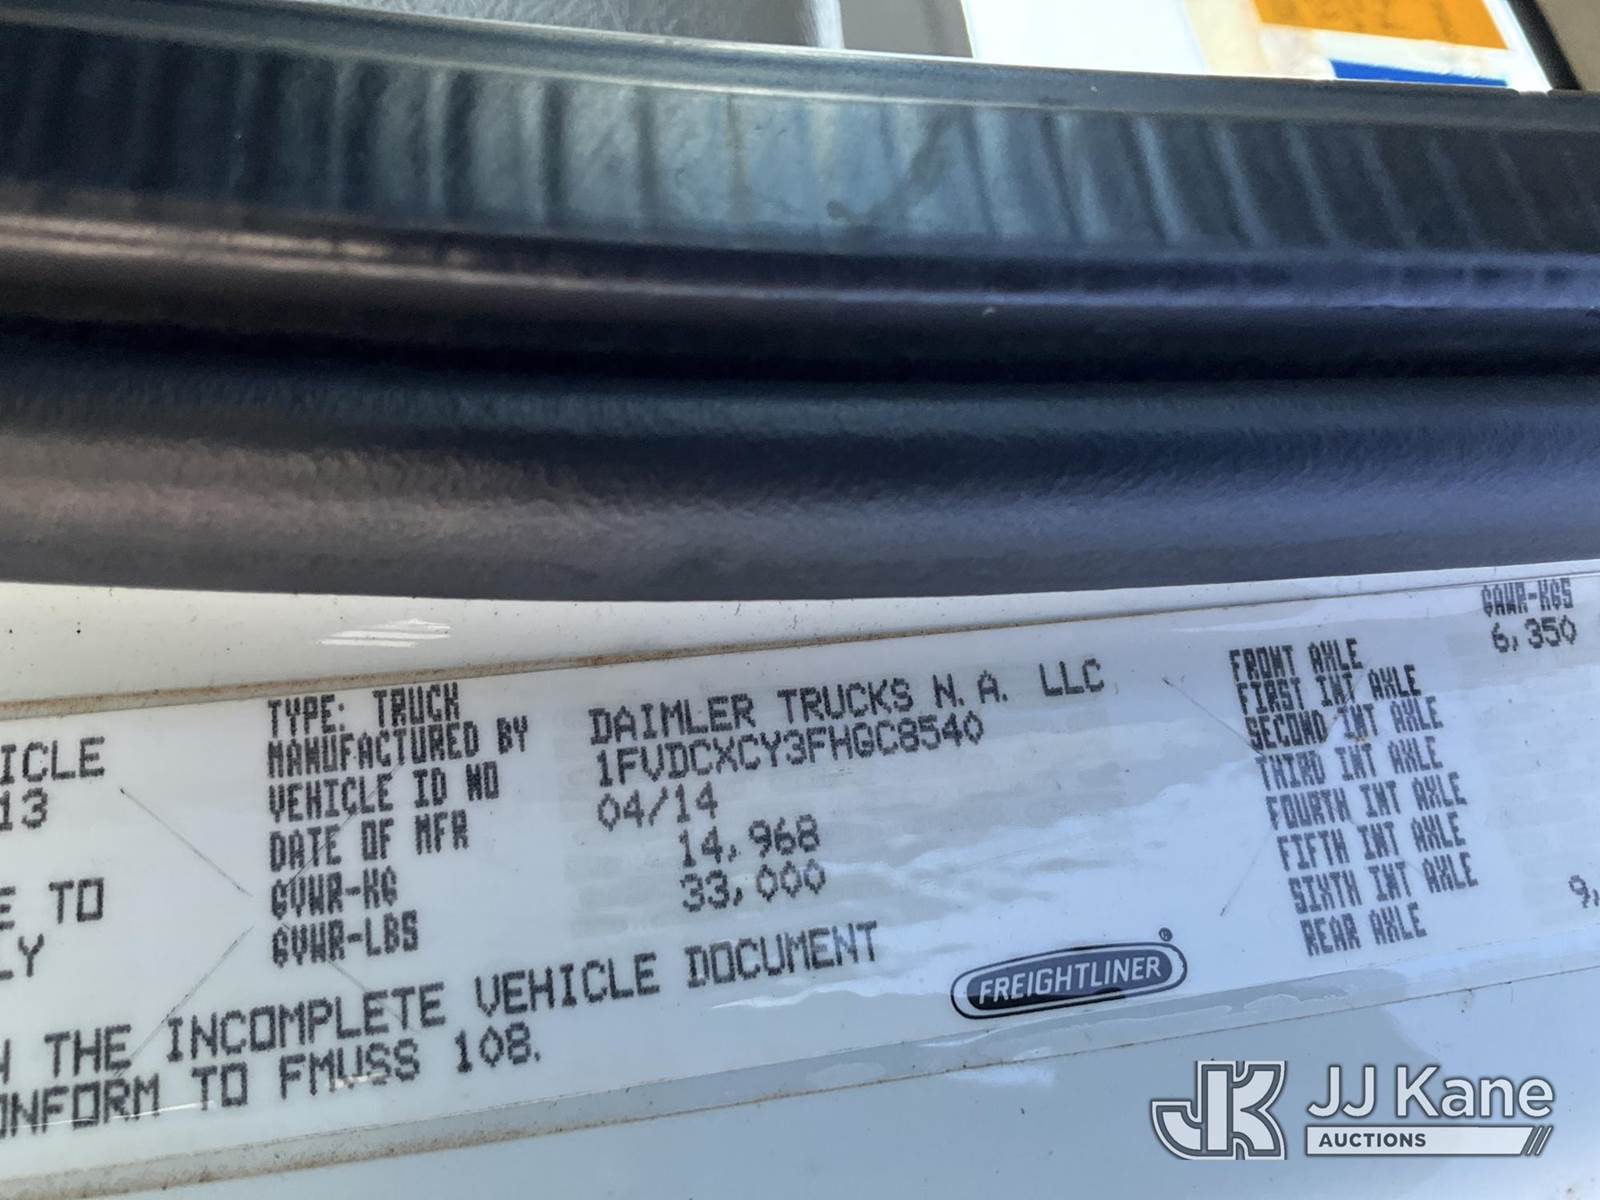 ICLE
13
E TO
LY
TYPE: TRUCK
MANUFACTURED BY DAIMLER TRUCKS N.A. LLC
VEHICLE ID NO 1FVDCXCY3FHGC8540
DATE OF MFR 04/14
GVWR-KG 14,968
GVWR-LBS 33,000
N THE INCOMPLETE VEHICLE DOCUMENT
ONFORM TO FMVSS 108.
FREIGHTLINER®
GAWR-KGS
FRONT AXLE 6,350
FIRST INT AXLE
SECOND INT AXLE
THIRD INT AXLE
FOURTH INT AXLE
FIFTH INT AXLE
SIXTH INT AXLE
REAR AXLE 9,
JK JJ Kane
AUCTIONS